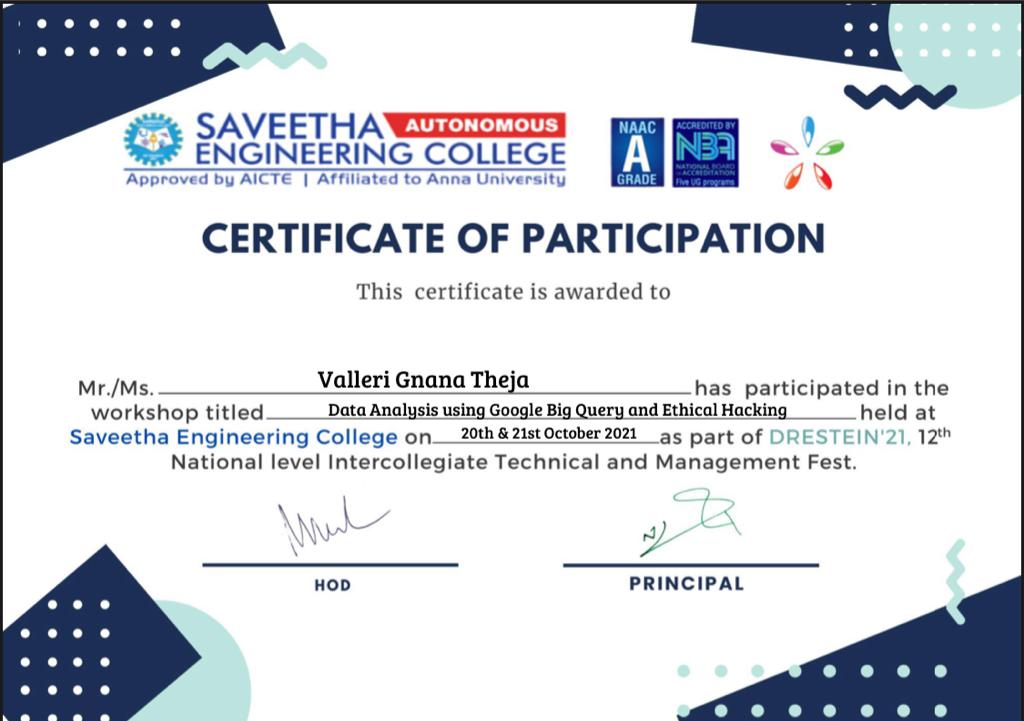 SAVEETHA AUTONOMOUS
ENGINEERING COLLEGE
Approved by AICTE | Affiliated to Anna University
NAAC
A
GRADE
ACCREDITED BY
NBA
NATIONAL BOARD
OF ACCREDITATION
Five UG programs
CERTIFICATE OF PARTICIPATION
This certificate is awarded to
Mr./Ms. Valleri Gnana Theja has participated in the
workshop titled Data Analysis using Google Big Query and Ethical Hacking held at
Saveetha Engineering College on 20th & 21st October 2021 as part of DRESTEIN'21, 12th
National level Intercollegiate Technical and Management Fest.
HOD
PRINCIPAL